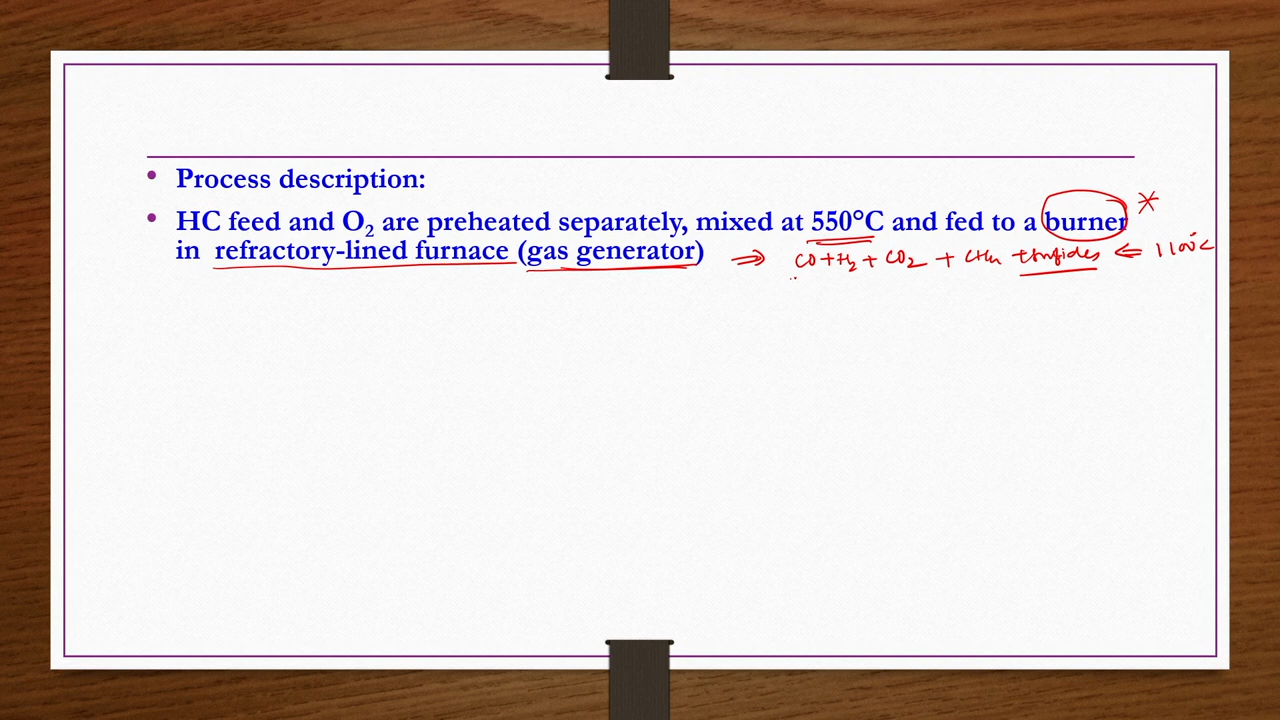 • Process description:
• HC feed and O₂ are preheated separately, mixed at 550°C and fed to a burner *
in refractory-lined furnace (gas generator) ⇒ CO+H₂ + CO₂ + CH₄ + ← 1100°C